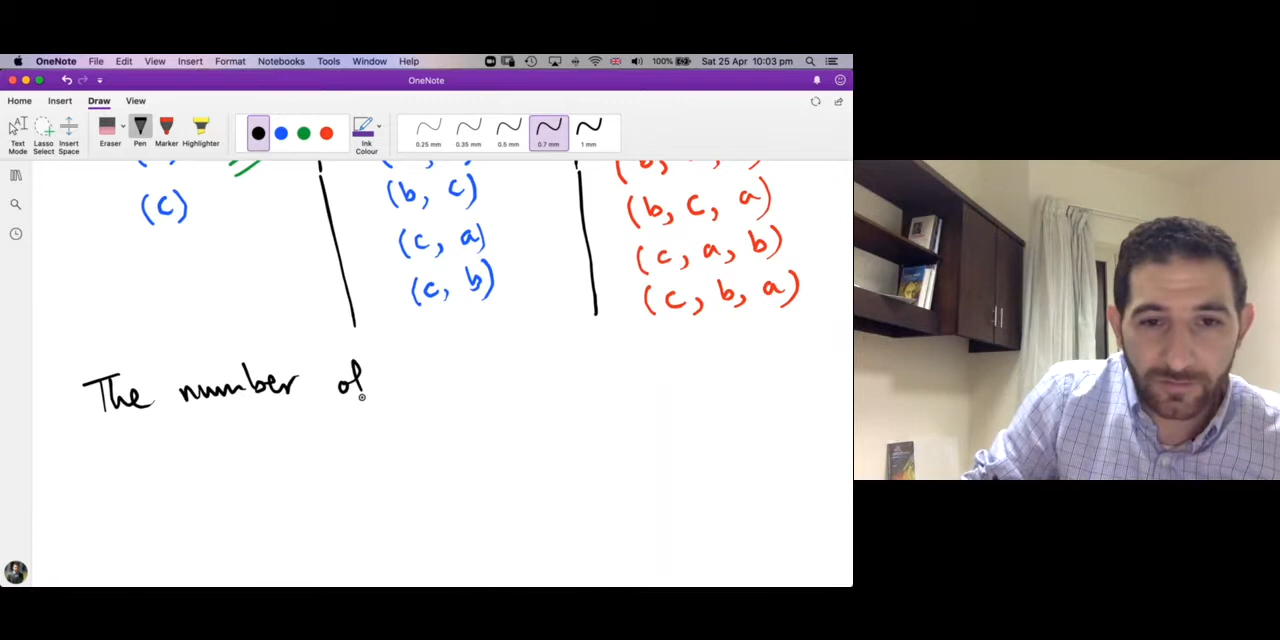 OneNote File Edit View Insert Format Notebooks Tools Window Help 100% Sat 25 Apr 10:03 pm
OneNote
Home Insert Draw View
Text Mode Lasso Select Insert Space Eraser Pen Marker Highlighter Ink Colour 0.25 mm 0.35 mm 0.5 mm 0.7 mm 1 mm
(c) (b, c) (b, c, a)
(c, a) (c, a, b)
(c, b) (c, b, a)
The number of